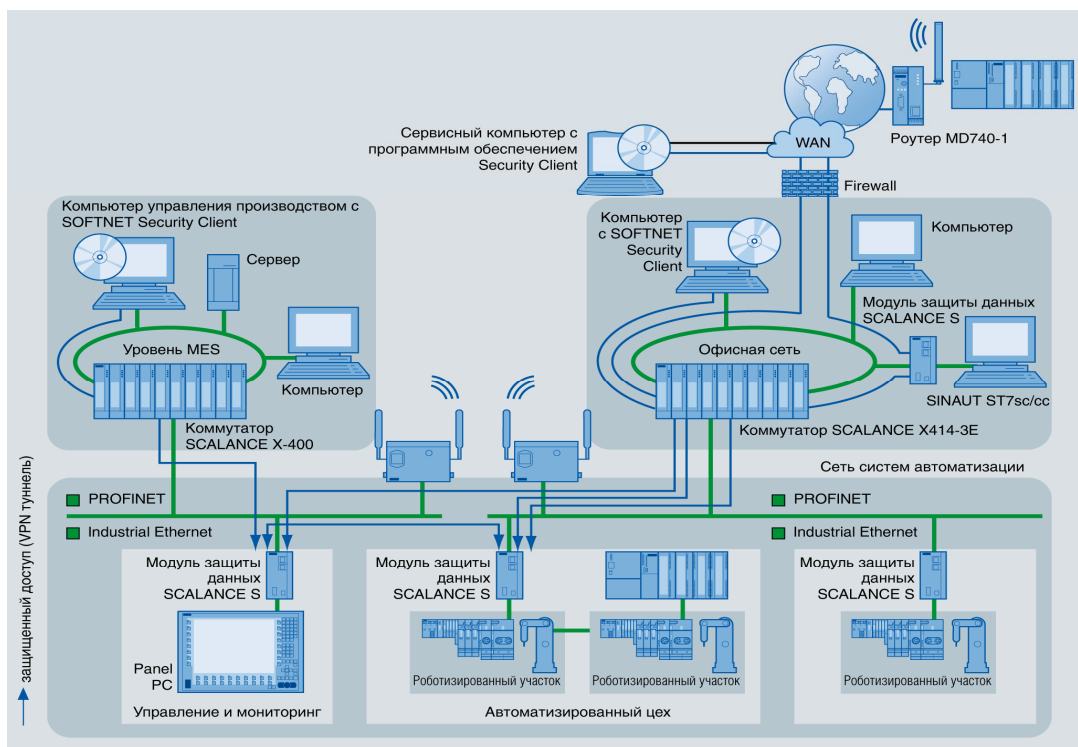 Роутер MD740-1
Сервисный компьютер с
программным обеспечением
Security Client
WAN
Firewall
Компьютер управления производством с
SOFTNET Security Client
Сервер
Уровень MES
Компьютер
Коммутатор
SCALANCE X-400
Компьютер
с SOFTNET
Security
Client
Компьютер
Модуль защиты данных
SCALANCE S
Офисная сеть
SINAUT ST7sc/cc
Коммутатор SCALANCE X414-3E
Сеть систем автоматизации
PROFINET
Industrial Ethernet
PROFINET
Industrial Ethernet
Модуль защиты
данных
SCALANCE S
Panel
PC
Управление и мониторинг
Модуль защиты
данных
SCALANCE S
Роботизированный участок
Роботизированный участок
Автоматизированный цех
Модуль защиты
данных
SCALANCE S
Роботизированный участок
защищенный доступ (VPN туннель)